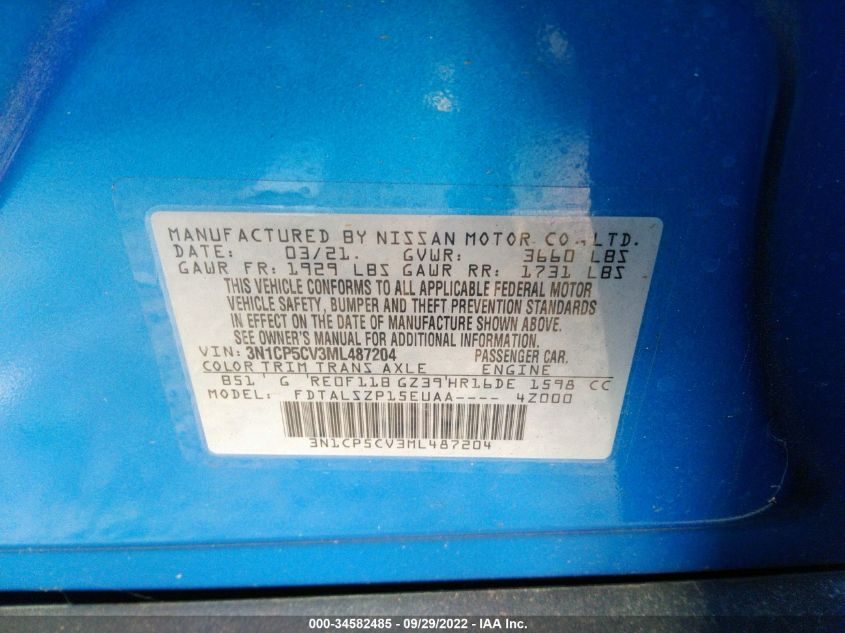 MANUFACTURED BY NISSAN MOTOR CO.,LTD.
DATE: 03/21. GVWR: 3660 LBS
GAWR FR: 1929 LBS GAWR RR: 1731 LBS
THIS VEHICLE CONFORMS TO ALL APPLICABLE FEDERAL MOTOR
VEHICLE SAFETY, BUMPER AND THEFT PREVENTION STANDARDS
IN EFFECT ON THE DATE OF MANUFACTURE SHOWN ABOVE.
SEE OWNER'S MANUAL FOR ADDITIONAL INFORMATION.
VIN: 3N1CP5CV3ML487204 PASSENGER CAR.
COLOR TRIM TRANS AXLE ENGINE
B51' G 'RE0F11B GZ39'HR16DE 1598 CC
MODEL: FDTALSZP15EUAA---- 4Z000
3N1CP5CV3ML487204
000-34582485 | 09/29/2022 - IAA Inc.